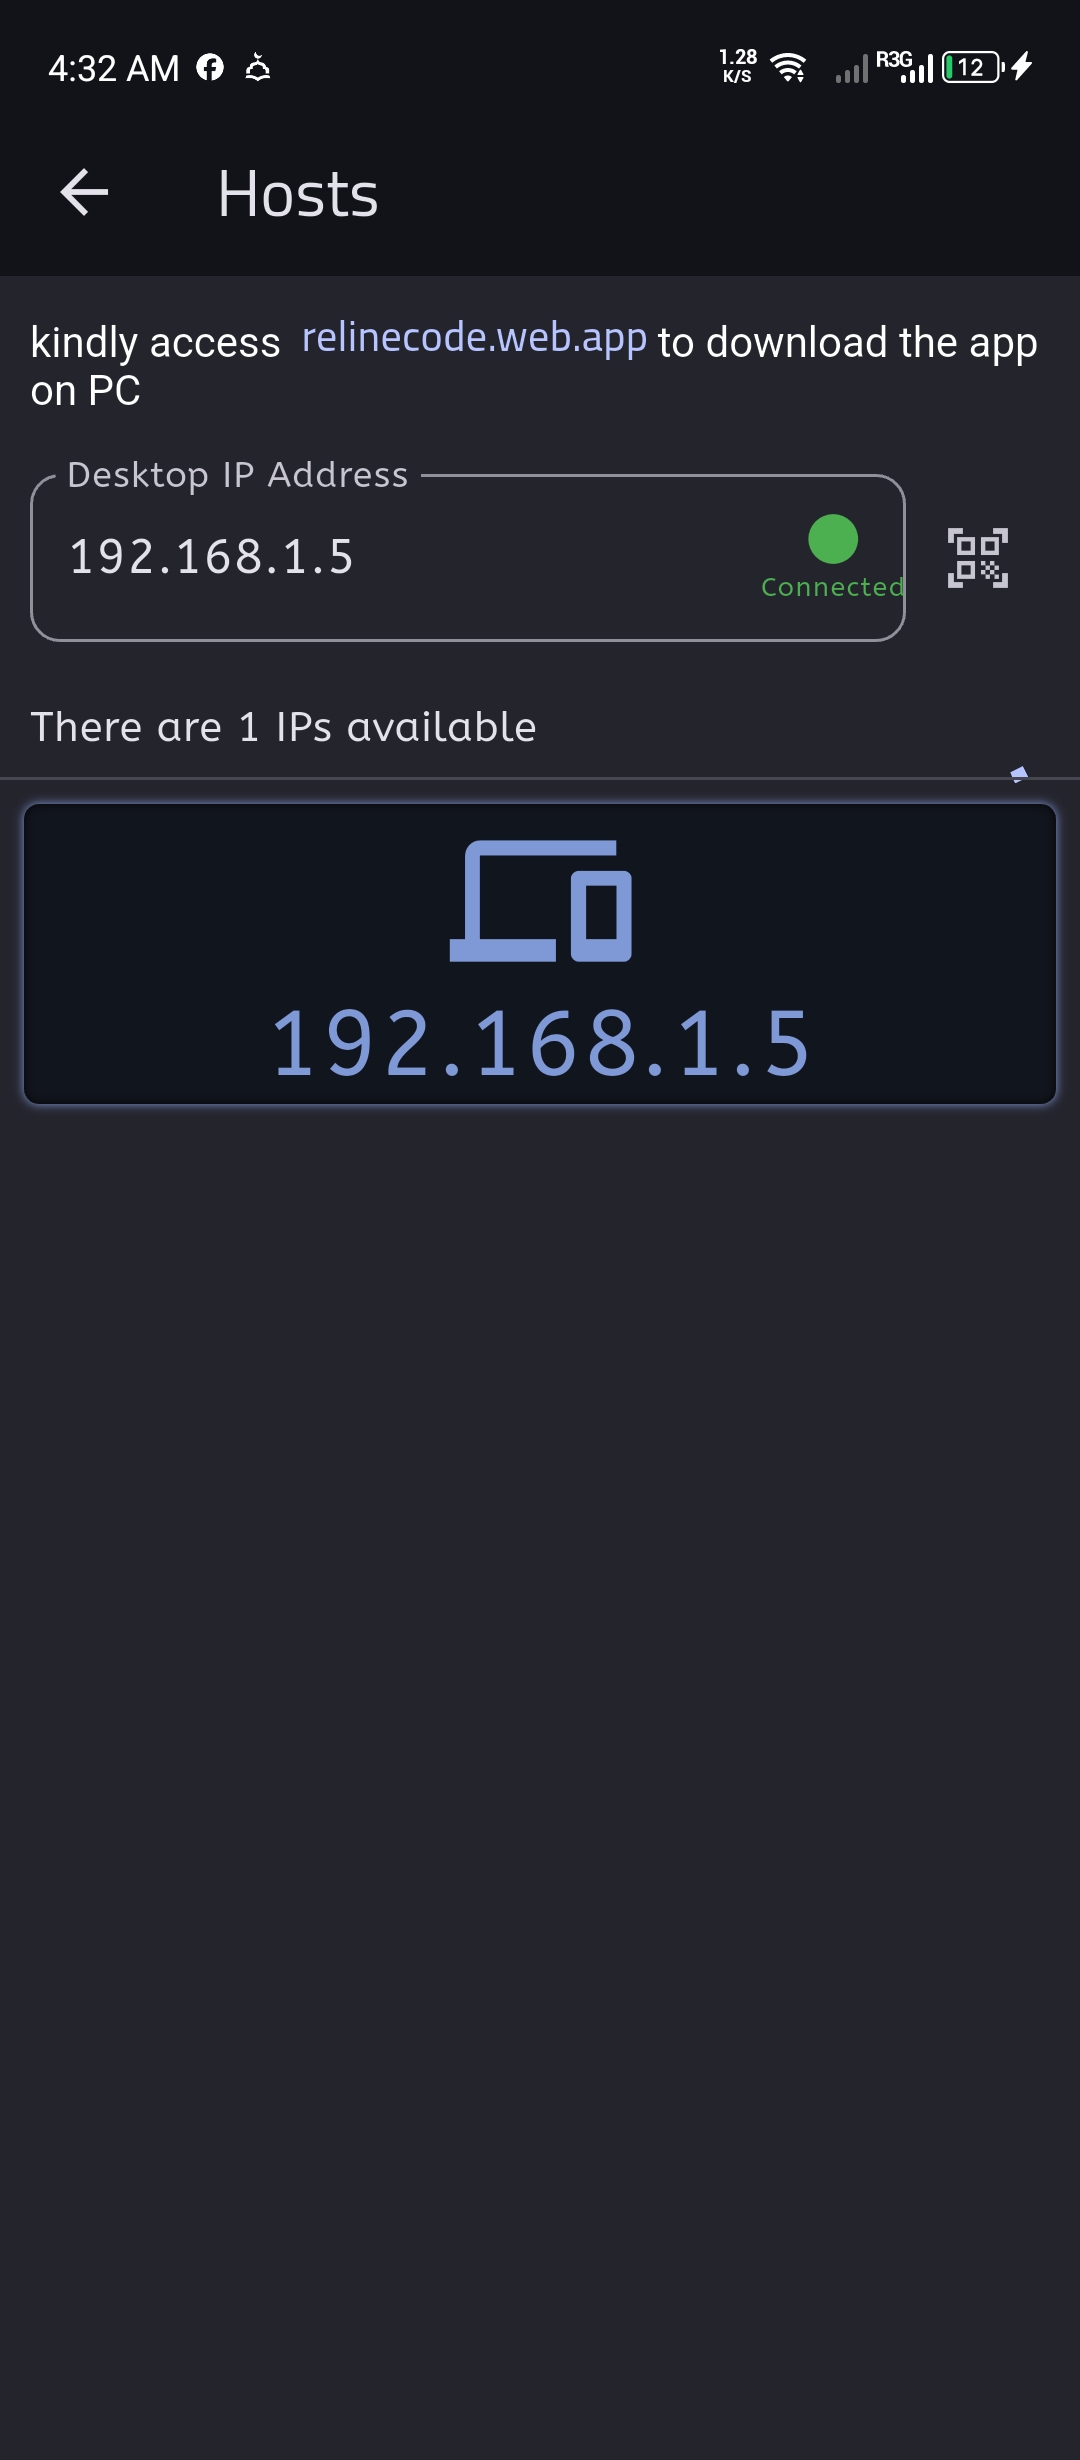 4:32 AM
1.28 K/S
R3G
12
Hosts
kindly access relinecode.web.app to download the app
on PC
Desktop IP Address
192.168.1.5
Connected
There are 1 IPs available
192.168.1.5